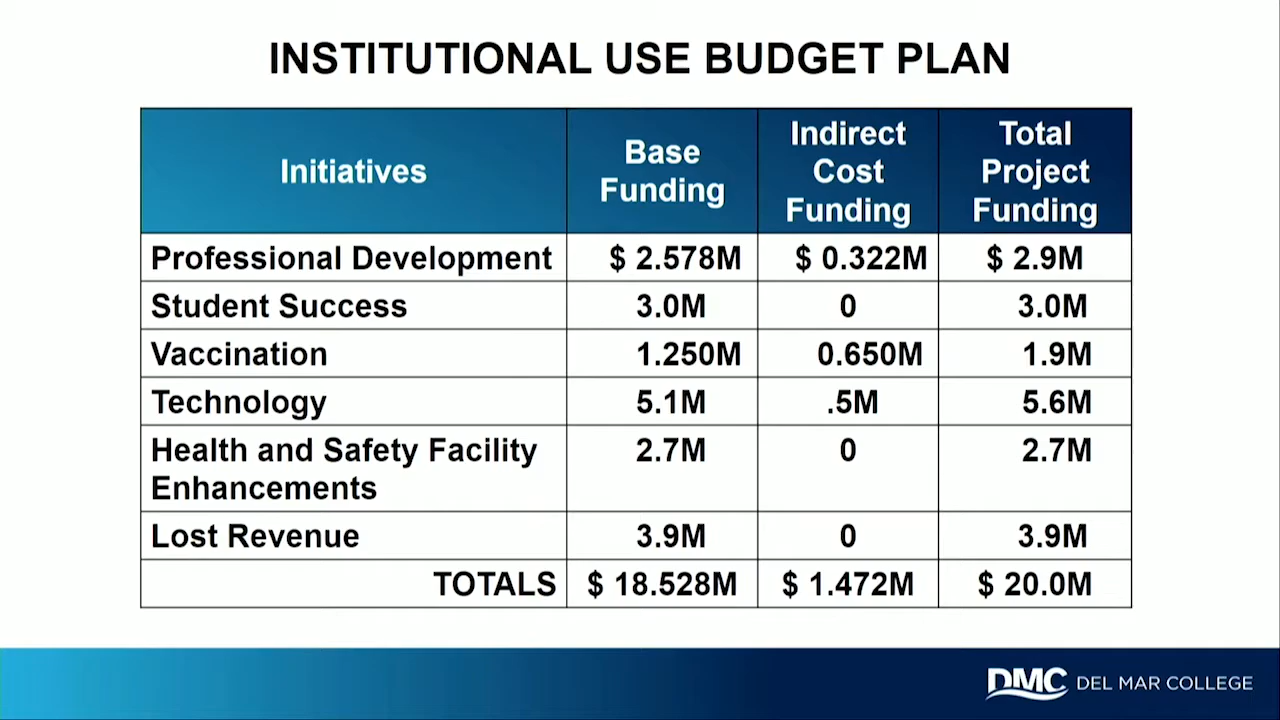 INSTITUTIONAL USE BUDGET PLAN
Initiatives
Base
Funding
Indirect
Cost
Funding
Total
Project
Funding
Professional Development $ 2.578M $ 0.322M $ 2.9M
Student Success 3.0M 0 3.0M
Vaccination 1.250M 0.650M 1.9M
Technology 5.1M .5M 5.6M
Health and Safety Facility 2.7M 0 2.7M
Enhancements
Lost Revenue 3.9M 0 3.9M
TOTALS $ 18.528M $ 1.472M $ 20.0M
DMC DEL MAR COLLEGE